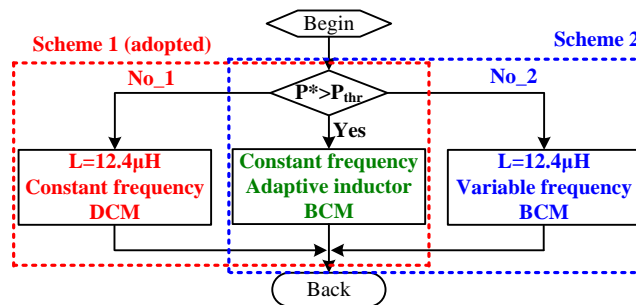 Begin
Scheme 1 (adopted)
Scheme 2
No_1
P*>Pthr
No_2
Yes
L=12.4μH
Constant frequency
DCM
Constant frequency
Adaptive inductor
BCM
L=12.4μH
Variable frequency
BCM
Back